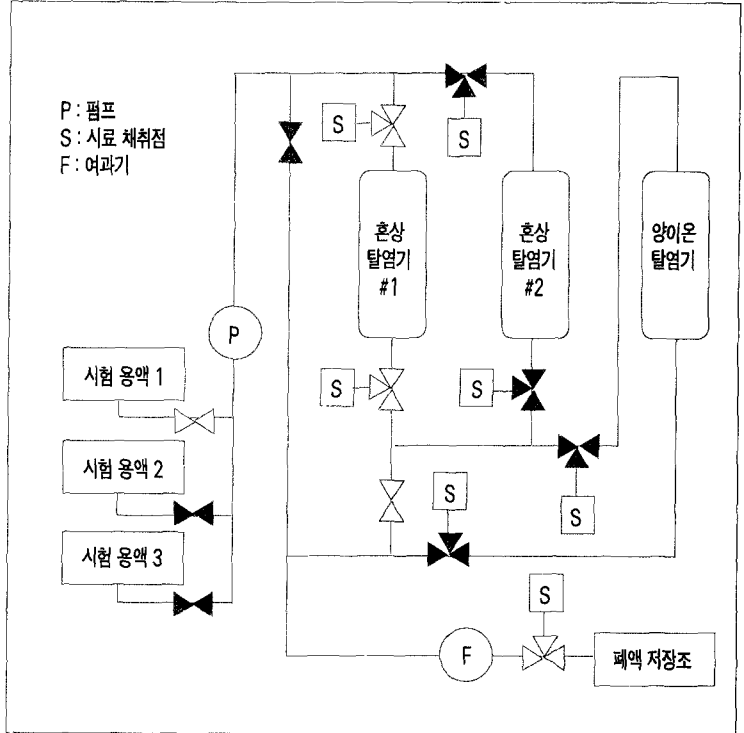 P : 펌프
S : 시료 채취점
F : 여과기
S
S
혼상
탈염기
#1
혼상
탈염기
#2
양이온
탈염기
P
시험 용액 1
S
S
시험 용액 2
S
S
시험 용액 3
S
F
폐액 저장조